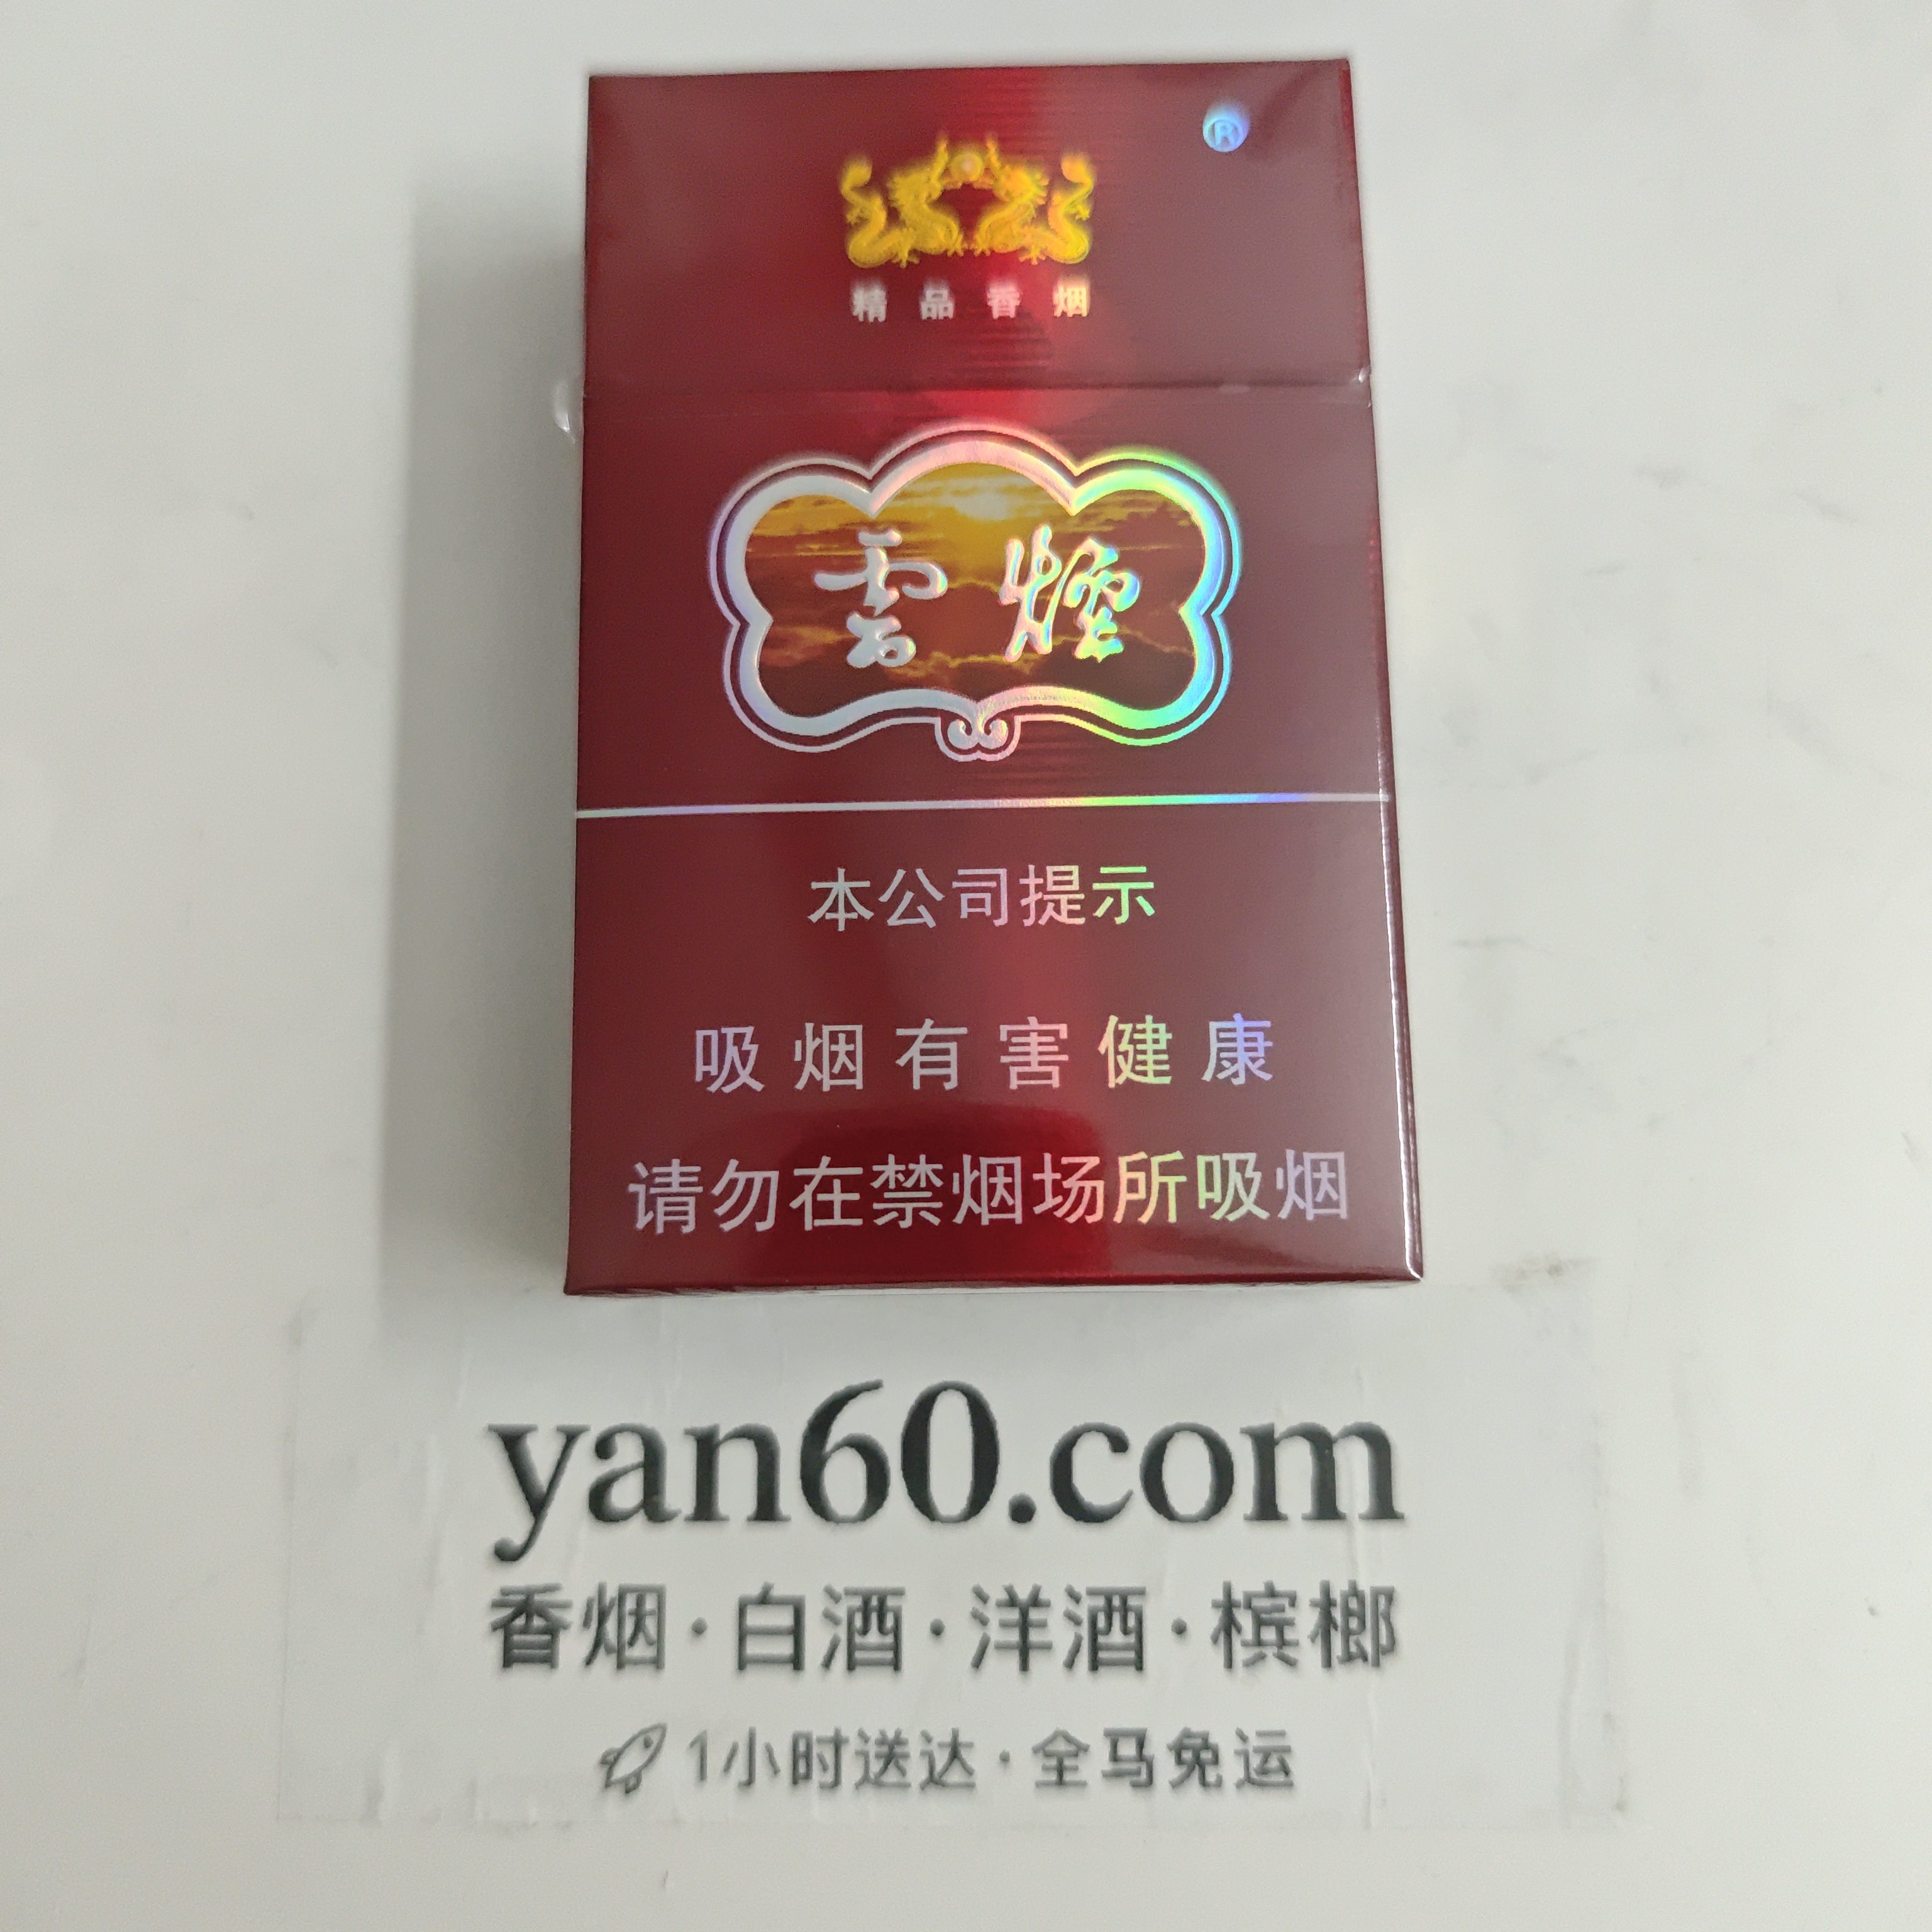 ®
精品香烟
雲煙
本公司提示
吸烟有害健康
请勿在禁烟场所吸烟
yan60.com
香烟·白酒·洋酒·槟榔
1小时送达·全马免运